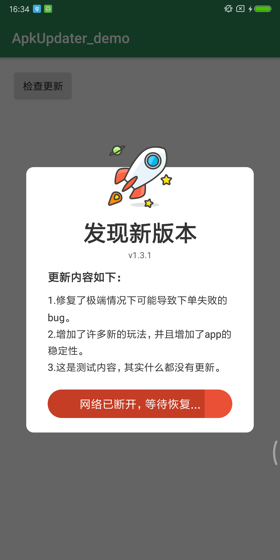 16:34
ApkUpdater_demo
检查更新
发现新版本
v1.3.1
更新内容如下：
1.修复了极端情况下可能导致下单失败的
bug。
2.增加了许多新的玩法，并且增加了app的
稳定性。
3.这是测试内容，其实什么都没有更新。
网络已断开，等待恢复...